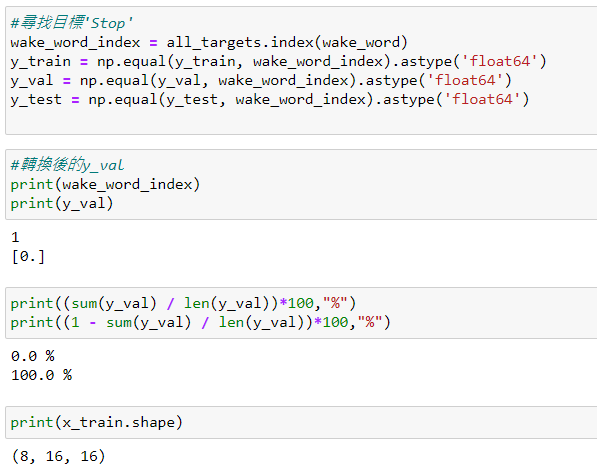 #尋找目標'Stop'
wake_word_index = all_targets.index(wake_word)
y_train = np.equal(y_train, wake_word_index).astype('float64')
y_val = np.equal(y_val, wake_word_index).astype('float64')
y_test = np.equal(y_test, wake_word_index).astype('float64')
#轉換後的y_val
print(wake_word_index)
print(y_val)
1
[0.]
print((sum(y_val) / len(y_val))*100,"%")
print((1 - sum(y_val) / len(y_val))*100,"%")
0.0 %
100.0 %
print(x_train.shape)
(8, 16, 16)